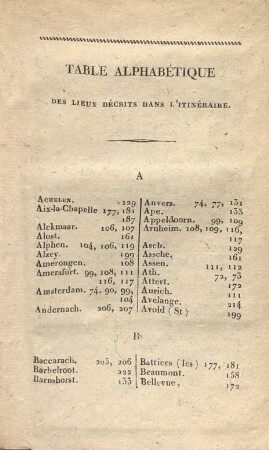 TABLE ALPHABÉTIQUE
DES LIEUX DÉCRITS DANS L'ITINÉRAIRE.
A
ACHELEN, 129
Aix-la-Chapelle 177, 181
187
Alckmaar. 106, 107
Alost. 161
Alphen. 104, 106, 119
Alzey. 199
Amerongen. 108
Amersfort. 99, 108, 111
116, 117
Amsterdam. 74, 90, 99,
104
Andernach. 206, 207
Anvers. 74, 77, 131
Ape. 133
Appeldoorn. 99, 109
Arnheim. 108, 109, 116,
117
Asch. 129
Assche, 161
Assen. 111, 112
Ath. 72, 73
Attert. 73
Aurich. 111
Avelange. 214
Avold (St) 199
B
Baccarach. 205, 206
Barbelroot. 222
Barnshorst. 133
Battices (les) 177, 181
Beaumont. 158
Bellevue, 172